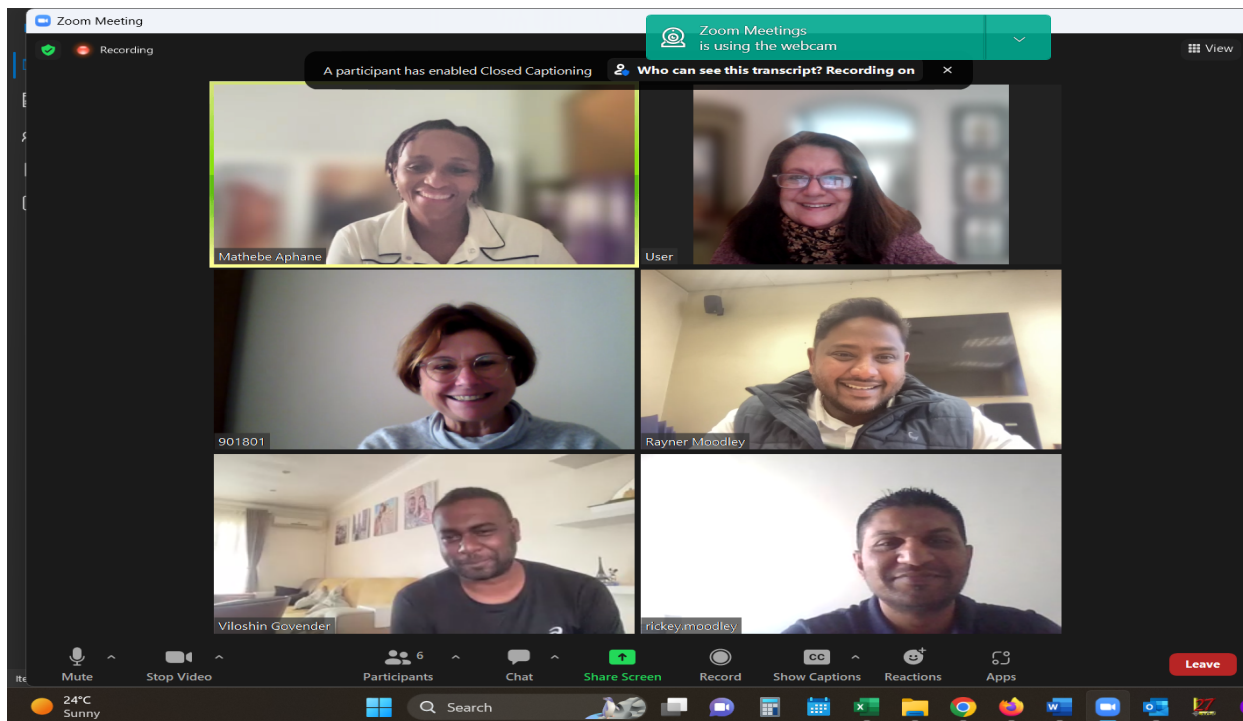 Zoom Meeting
Zoom Meetings
is using the webcam
Recording
View
A participant has enabled Closed Captioning Who can see this transcript? Recording on
Mathebe Aphane
User
901801
Rayner Moodley
Viloshin Govender
rickey.moodley
6
Mute
Stop Video
Participants
Chat
Share Screen
Record
CC
Show Captions
Reactions
Apps
Leave
24°C
Sunny
Search